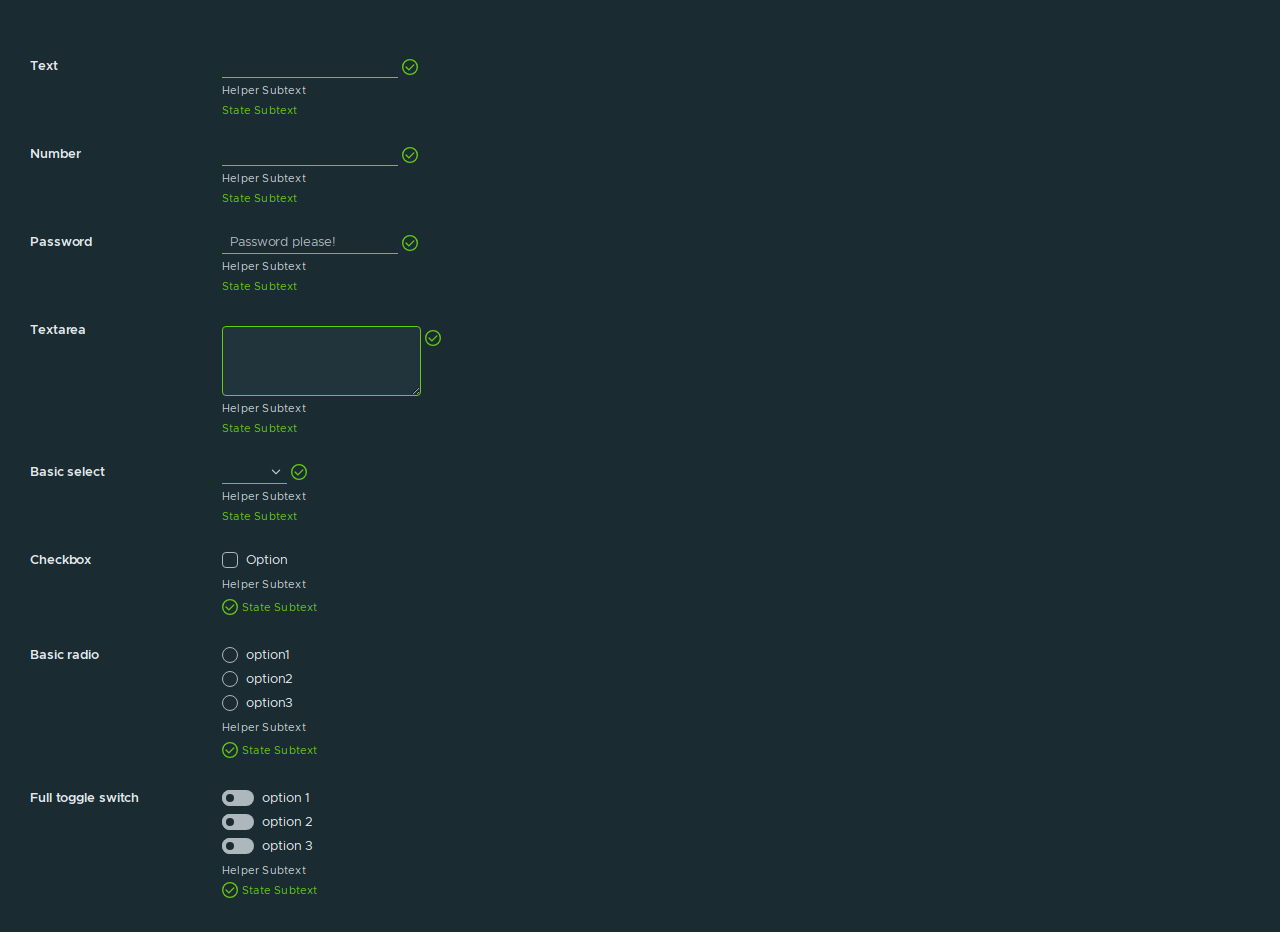 Text
Helper Subtext
State Subtext
Number
Helper Subtext
State Subtext
Password
Password please!
Helper Subtext
State Subtext
Textarea
Helper Subtext
State Subtext
Basic select
Helper Subtext
State Subtext
Checkbox
Option
Helper Subtext
State Subtext
Basic radio
option1
option2
option3
Helper Subtext
State Subtext
Full toggle switch
option 1
option 2
option 3
Helper Subtext
State Subtext